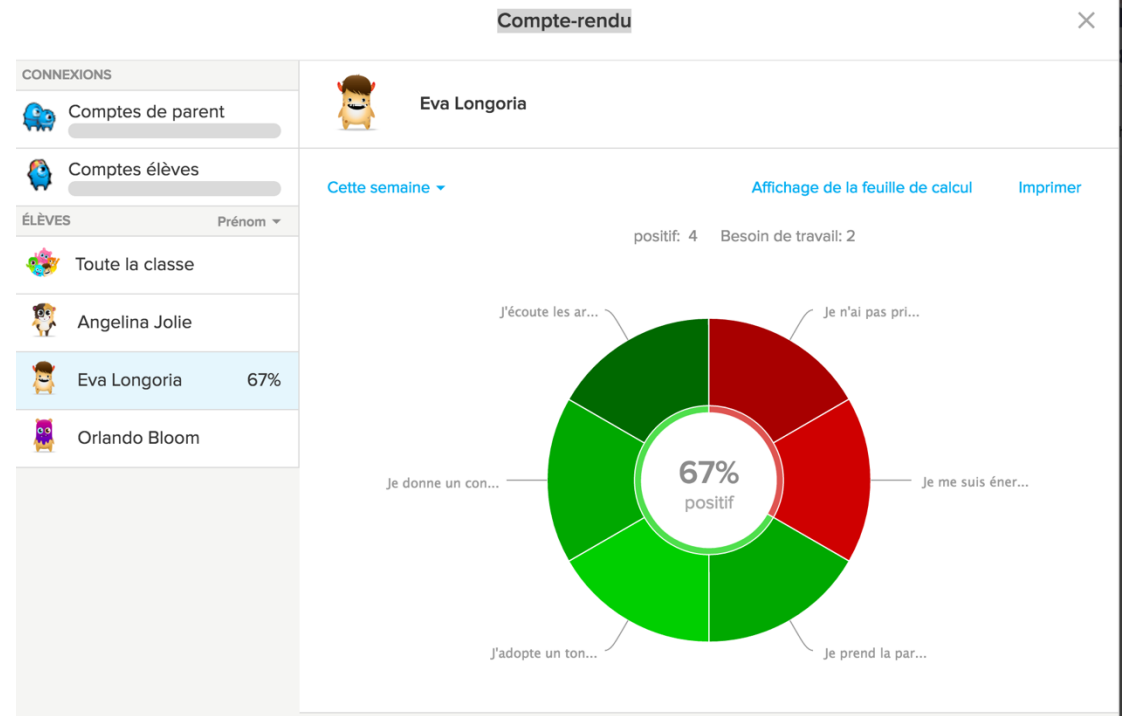 Compte-rendu
CONNEXIONS
Comptes de parent
Comptes élèves
ÉLÈVES Prénom
Toute la classe
Angelina Jolie
Eva Longoria 67%
Orlando Bloom
Eva Longoria
Cette semaine Affichage de la feuille de calcul Imprimer
positif: 4 Besoin de travail: 2
J'écoute les ar... Je n'ai pas pri...
67%
positif
Je donne un con... Je me suis éner...
J'adopte un ton... Je prend la par...